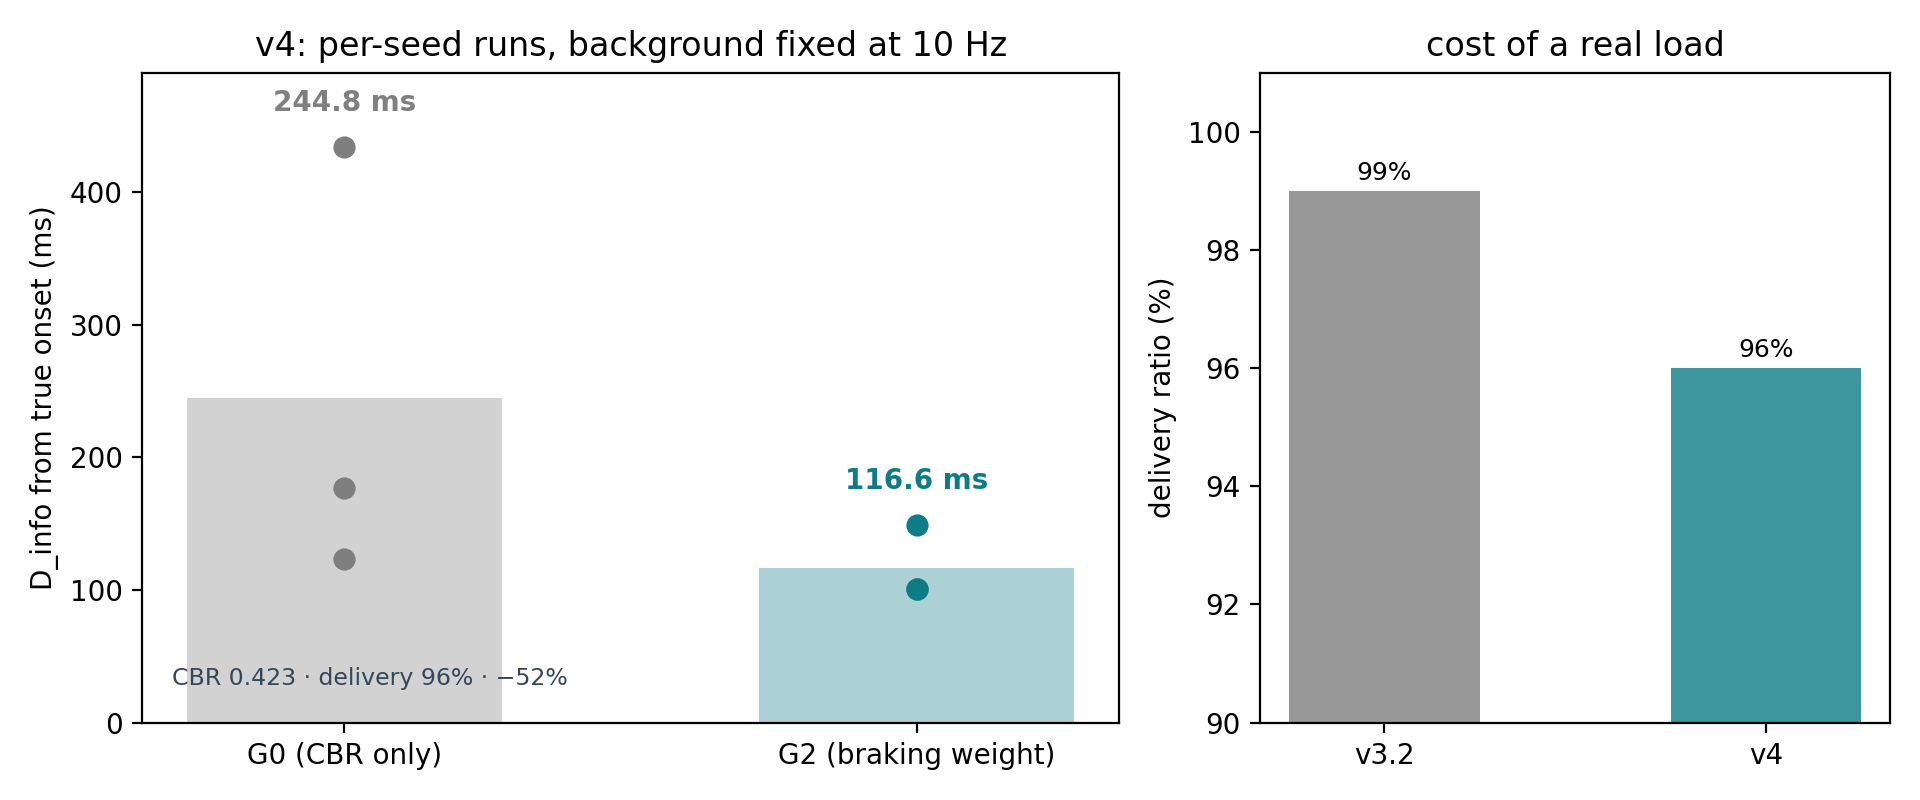 v4: per-seed runs, background fixed at 10 Hz
244.8 ms
116.6 ms
CBR 0.423 · delivery 96% · −52%
D_info from true onset (ms)
400
300
200
100
0
G0 (CBR only)
G2 (braking weight)
cost of a real load
99%
96%
delivery ratio (%)
100
98
96
94
92
90
v3.2
v4